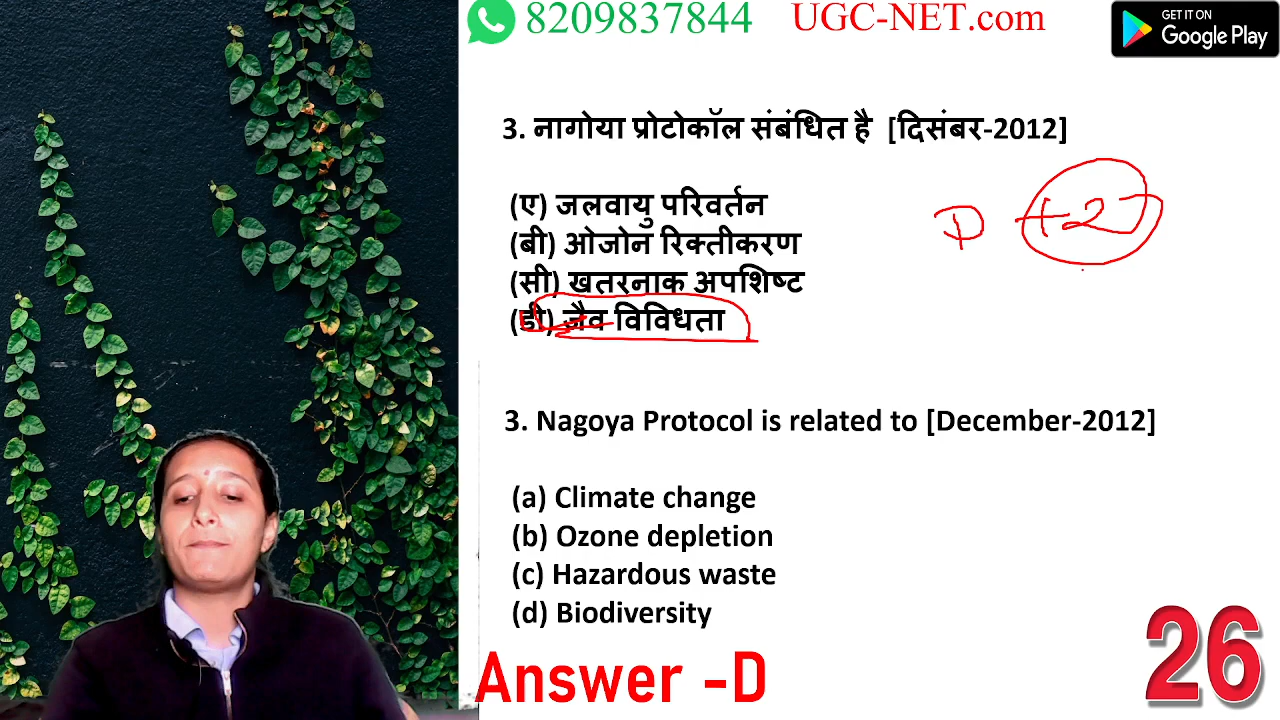 8209837844 UGC-NET.com
GET IT ON
Google Play
3. नागोया प्रोटोकॉल संबंधित है [दिसंबर-2012]
(ए) जलवायु परिवर्तन
(बी) ओजोन रिक्तीकरण
(सी) खतरनाक अपशिष्ट
(डी) जैव विविधता
D +2
3. Nagoya Protocol is related to [December-2012]
(a) Climate change
(b) Ozone depletion
(c) Hazardous waste
(d) Biodiversity
Answer -D
26